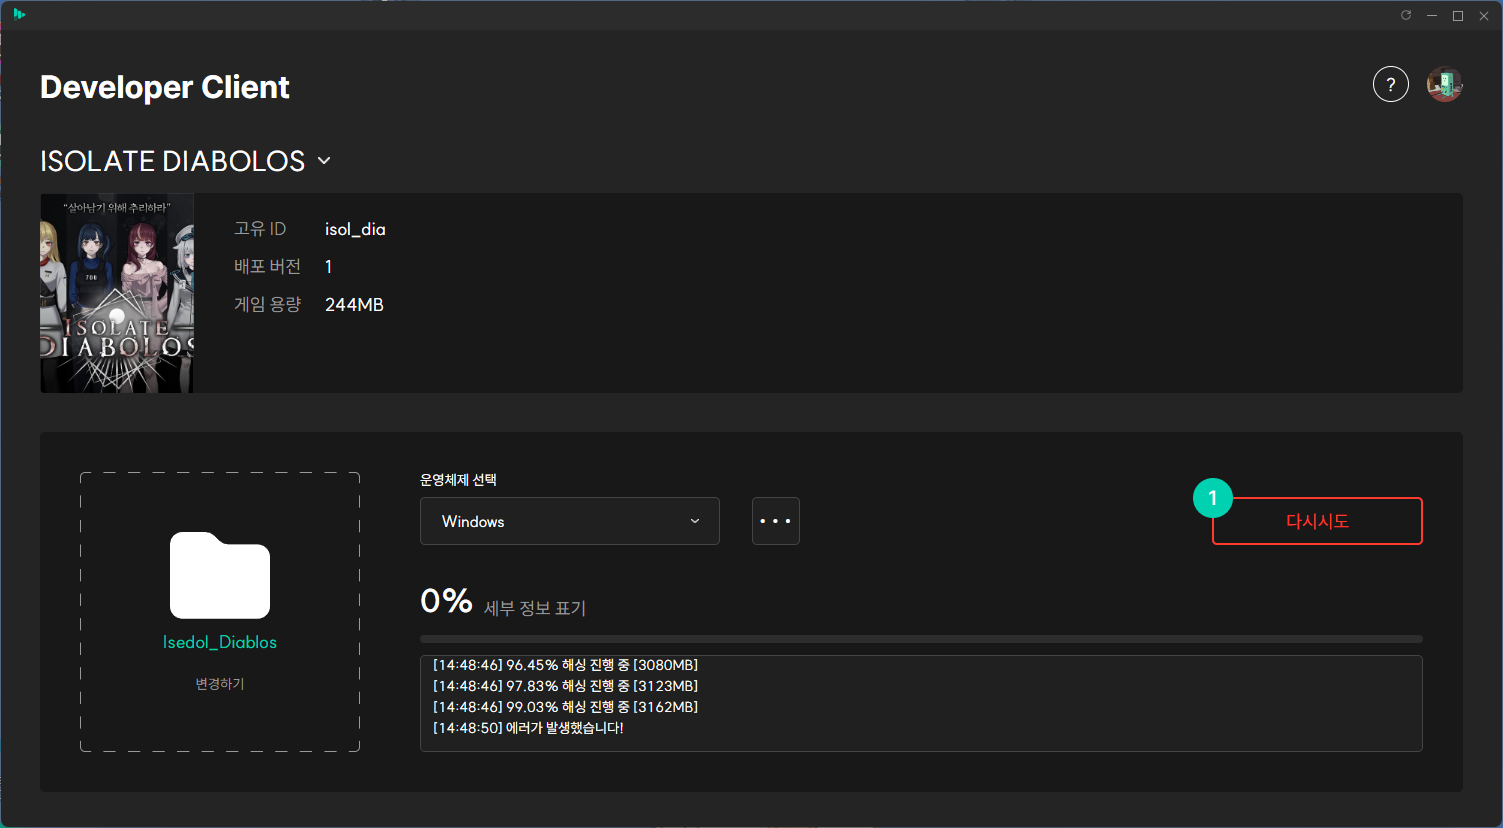 Developer Client
?
ISOLATE DIABOLOS
“살아남기 위해 추리하라”
700
ISOLATE
DIABOLOS
고유 ID isol_dia
배포 버전 1
게임 용량 244MB
Isedol_Diablos
변경하기
운영체제 선택
Windows
1
다시시도
0% 세부 정보 표기
[14:48:46] 96.45% 해싱 진행 중 [3080MB]
[14:48:46] 97.83% 해싱 진행 중 [3123MB]
[14:48:46] 99.03% 해싱 진행 중 [3162MB]
[14:48:50] 에러가 발생했습니다!